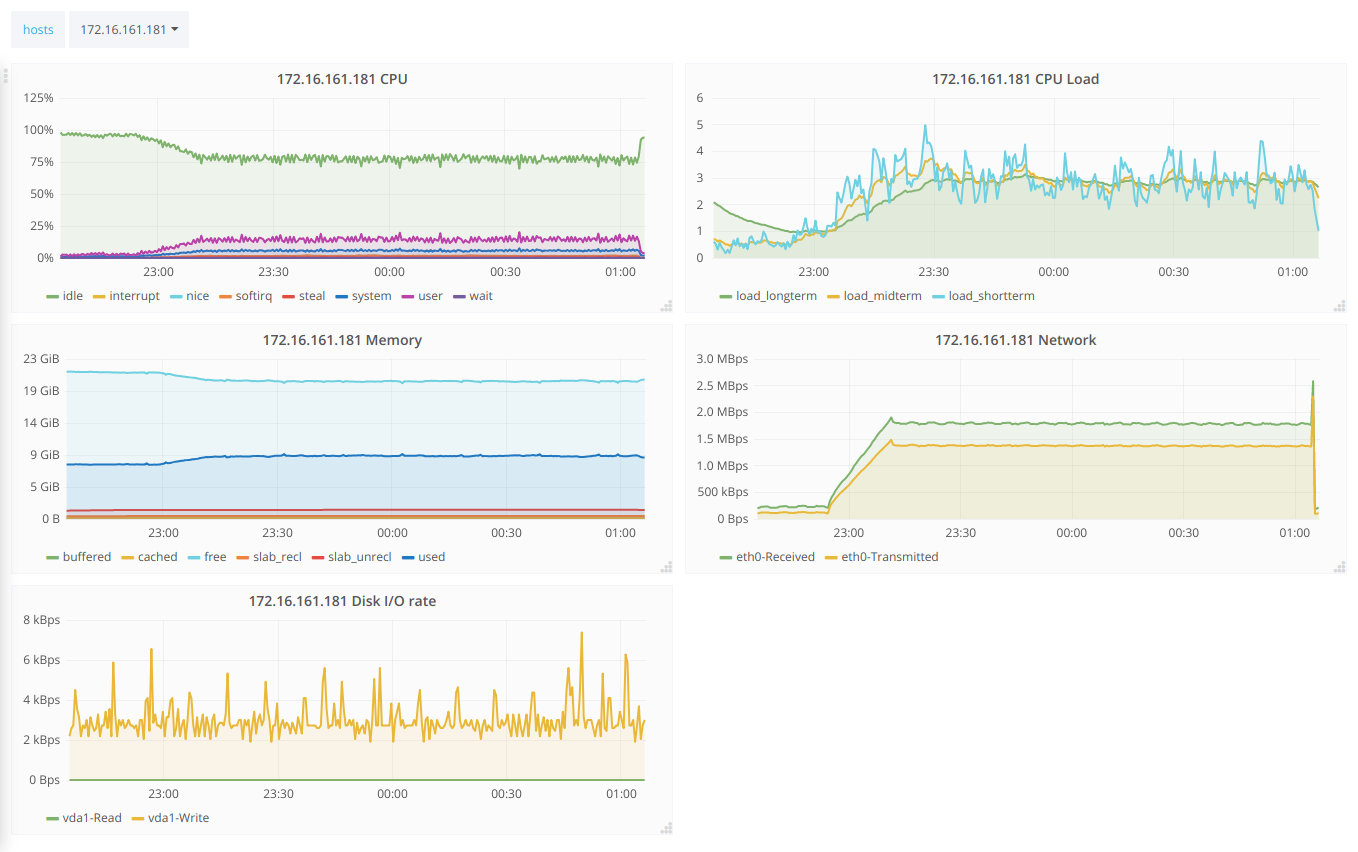 hosts 172.16.161.181
172.16.161.181 CPU
125%
100%
75%
50%
25%
0%
23:00 23:30 00:00 00:30 01:00
idle interrupt nice softirq steal system user wait
172.16.161.181 CPU Load
6
5
4
3
2
1
0
23:00 23:30 00:00 00:30 01:00
load_longterm load_midterm load_shortterm
172.16.161.181 Memory
23 GiB
19 GiB
14 GiB
9 GiB
5 GiB
0 B
23:00 23:30 00:00 00:30 01:00
buffered cached free slab_recl slab_unrecl used
172.16.161.181 Network
3.0 MBps
2.5 MBps
2.0 MBps
1.5 MBps
1.0 MBps
500 kBps
0 Bps
23:00 23:30 00:00 00:30 01:00
eth0-Received eth0-Transmitted
172.16.161.181 Disk I/O rate
8 kBps
6 kBps
4 kBps
2 kBps
0 Bps
23:00 23:30 00:00 00:30 01:00
vda1-Read vda1-Write